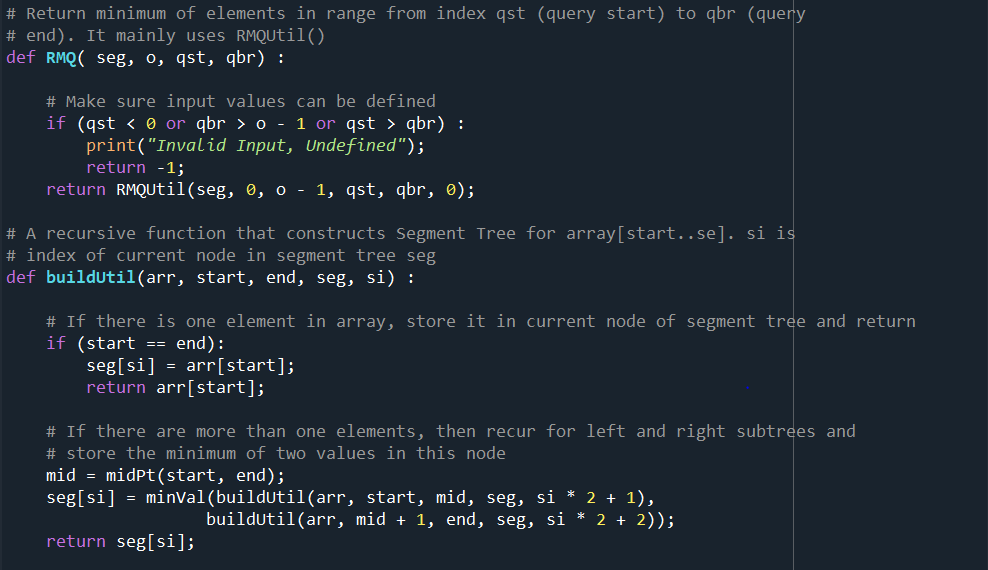 # Return minimum of elements in range from index qst (query start) to qbr (query
# end). It mainly uses RMQUtil()
def RMQ( seg, o, qst, qbr) :
    # Make sure input values can be defined
    if (qst < 0 or qbr > o - 1 or qst > qbr) :
        print("Invalid Input, Undefined");
        return -1;
    return RMQUtil(seg, 0, o - 1, qst, qbr, 0);
# A recursive function that constructs Segment Tree for array[start..se]. si is
# index of current node in segment tree seg
def buildUtil(arr, start, end, seg, si) :
    # If there is one element in array, store it in current node of segment tree and return
    if (start == end):
        seg[si] = arr[start];
        return arr[start];
    # If there are more than one elements, then recur for left and right subtrees and
    # store the minimum of two values in this node
    mid = midPt(start, end);
    seg[si] = minVal(buildUtil(arr, start, mid, seg, si * 2 + 1),
                    buildUtil(arr, mid + 1, end, seg, si * 2 + 2));
    return seg[si];